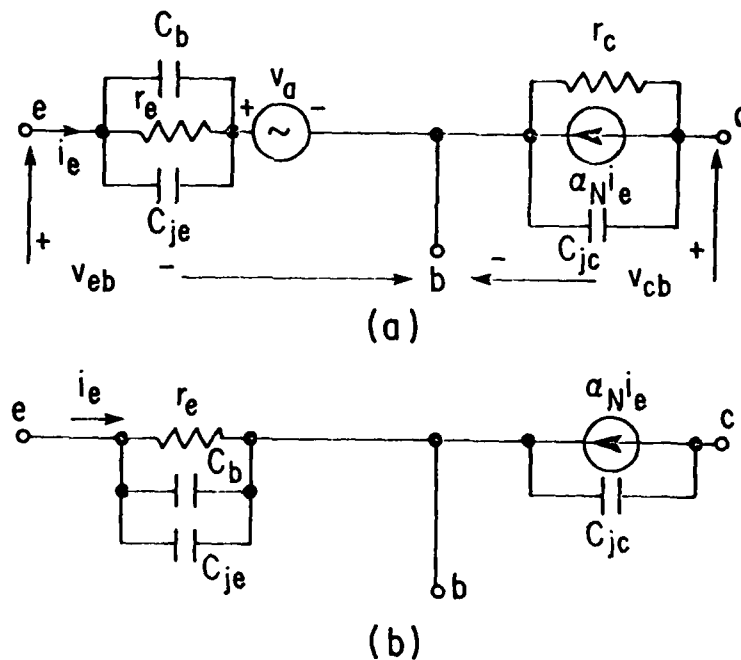 C_b
r_e
v_a
r_c
e
+
-
c
i_e
α_N i_e
C_je
C_jc
+
v_eb
-
b
-
v_cb
+
(a)
i_e
r_e
α_N i_e
e
c
C_b
C_jc
C_je
b
(b)